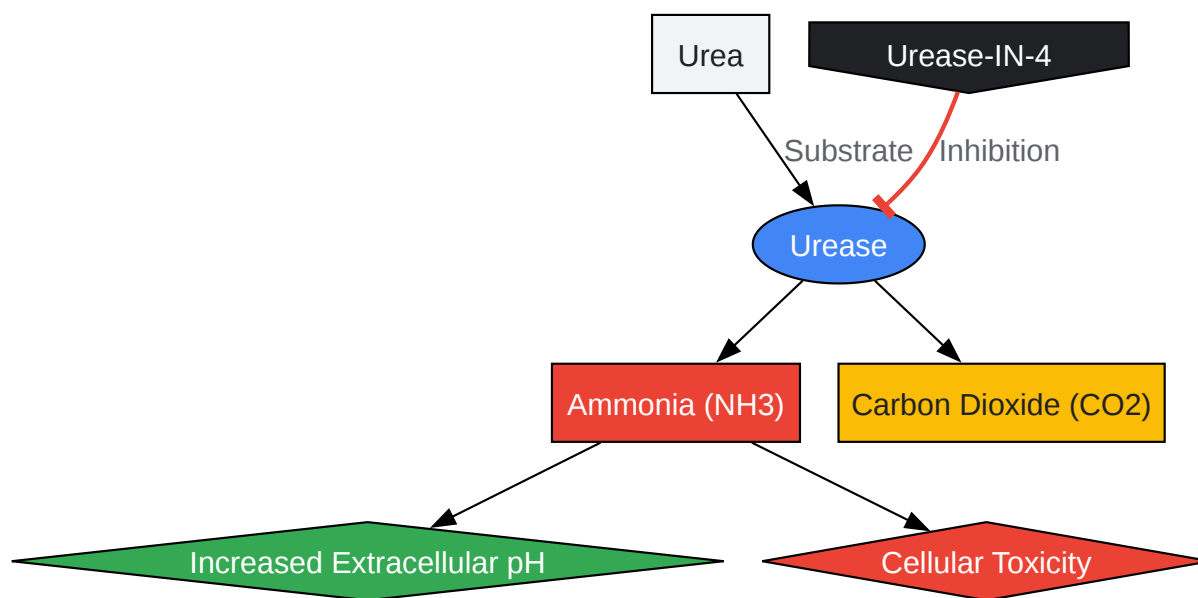 Urea
Urease-IN-4
Substrate
Inhibition
Urease
Ammonia (NH3)
Carbon Dioxide (CO2)
Increased Extracellular pH
Cellular Toxicity